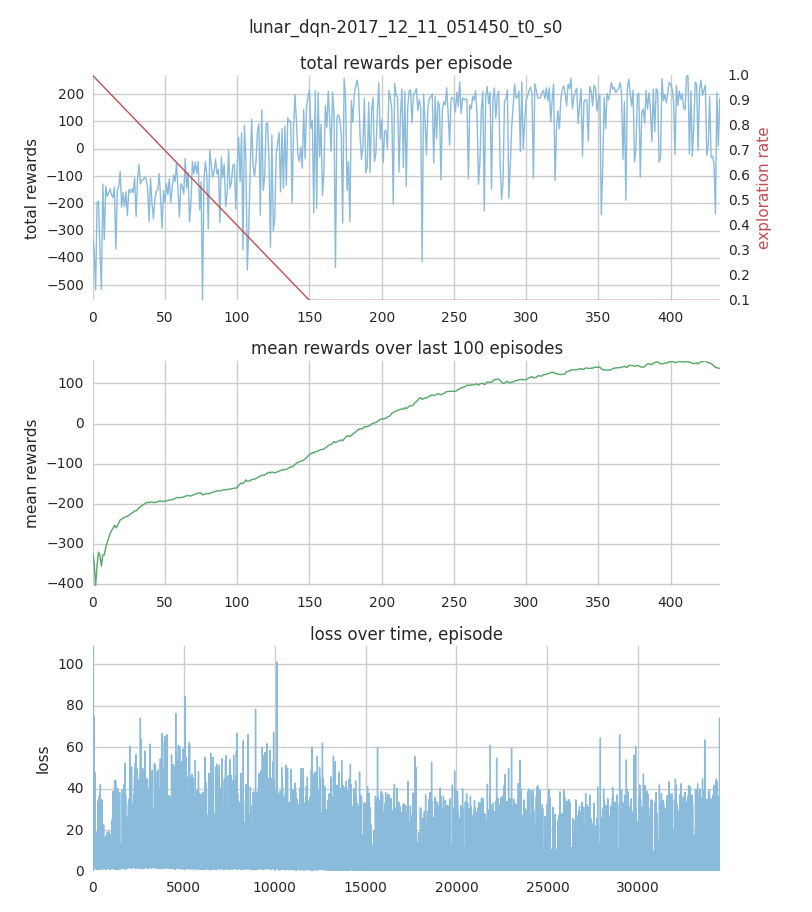 lunar_dqn-2017_12_11_051450_t0_s0
total rewards per episode
total rewards
200
100
0
−100
−200
−300
−400
−500
1.0
0.9
0.8
0.7
0.6
0.5
0.4
0.3
0.2
0.1
exploration rate
0 50 100 150 200 250 300 350 400
mean rewards over last 100 episodes
mean rewards
100
0
−100
−200
−300
−400
0 50 100 150 200 250 300 350 400
loss over time, episode
loss
100
80
60
40
20
0
0 5000 10000 15000 20000 25000 30000